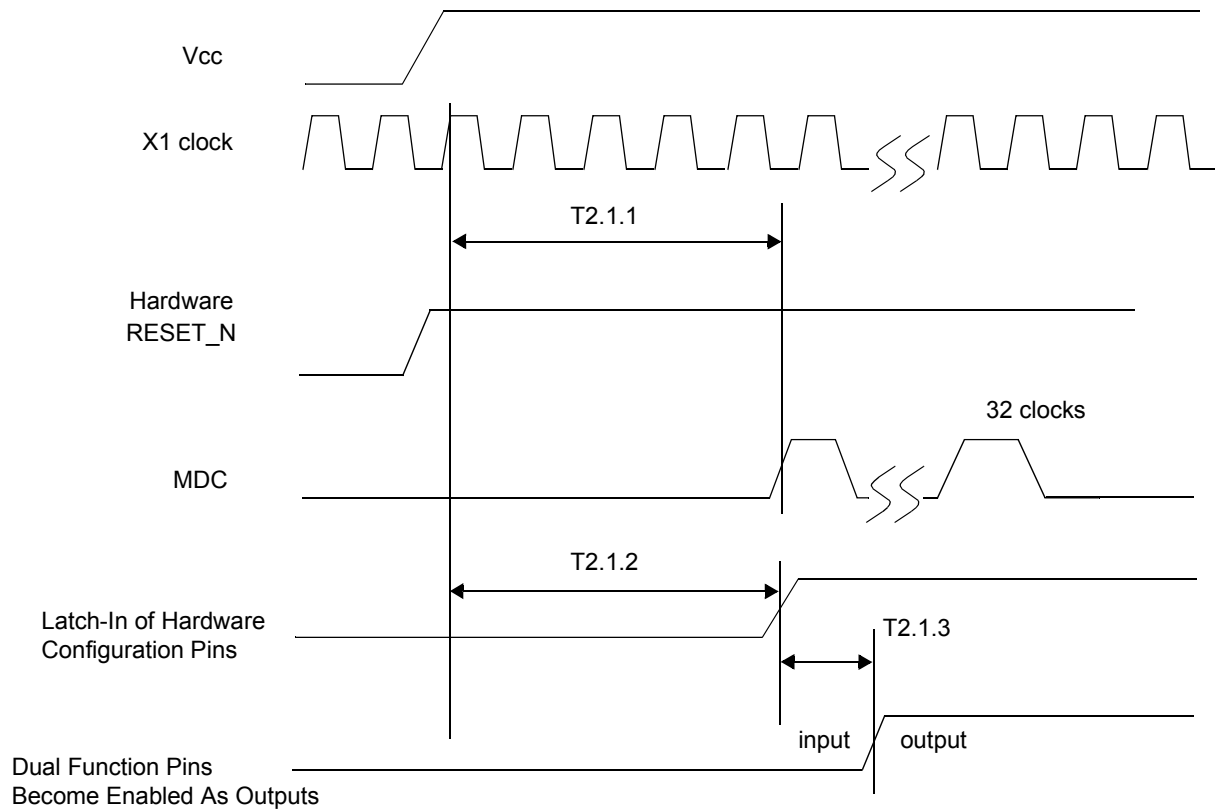 Vcc
X1 clock
T2.1.1
Hardware
RESET_N
32 clocks
MDC
T2.1.2
Latch-In of Hardware
Configuration Pins
T2.1.3
input
output
Dual Function Pins
Become Enabled As Outputs